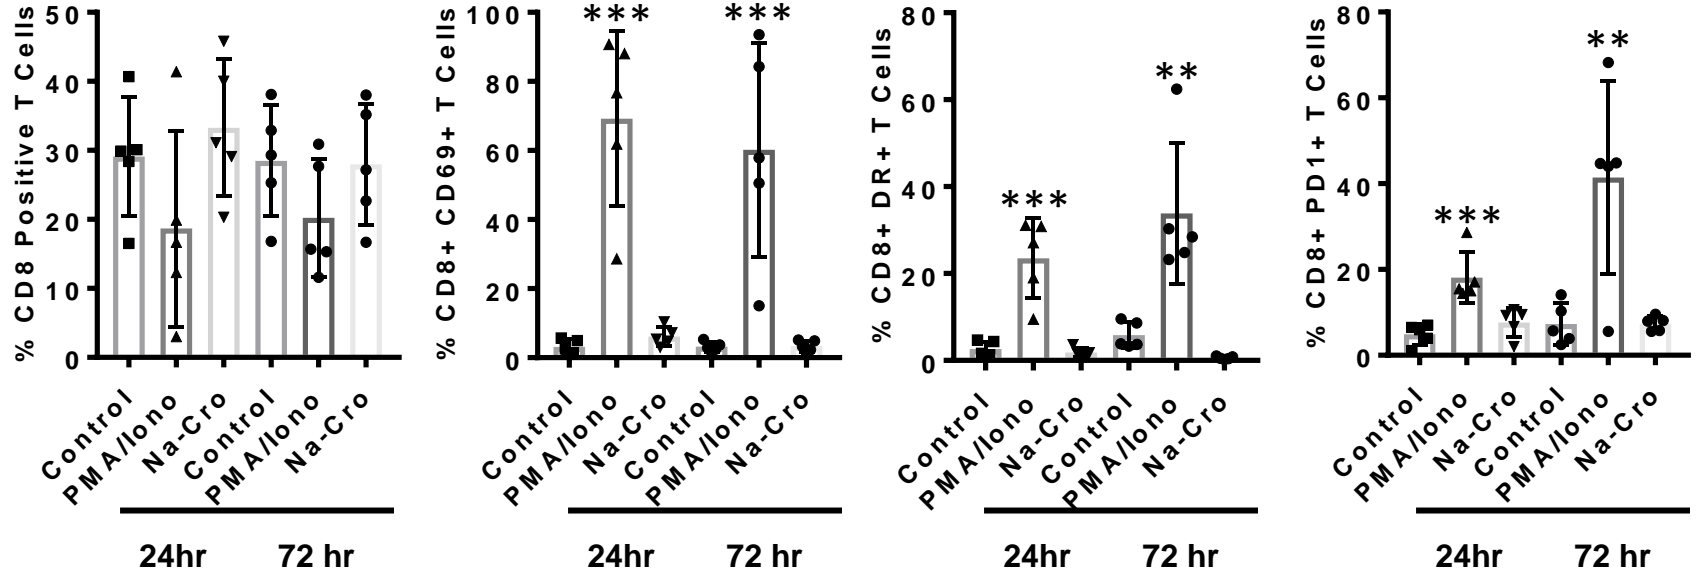 % CD8 Positive T Cells
50
40
30
20
10
0
Control
PMA/Iono
Na-Cro
Control
PMA/Iono
Na-Cro
24hr
72 hr
% CD8+ CD69+ T Cells
100
80
60
40
20
0
***
***
Control
PMA/Iono
Na-Cro
Control
PMA/Iono
Na-Cro
24hr
72 hr
% CD8+ DR+ T Cells
80
60
40
20
0
***
**
Control
PMA/Iono
Na-Cro
Control
PMA/Iono
Na-Cro
24hr
72 hr
% CD8+ PD1+ T Cells
80
60
40
20
0
***
**
Control
PMA/Iono
Na-Cro
Control
PMA/Iono
Na-Cro
24hr
72 hr